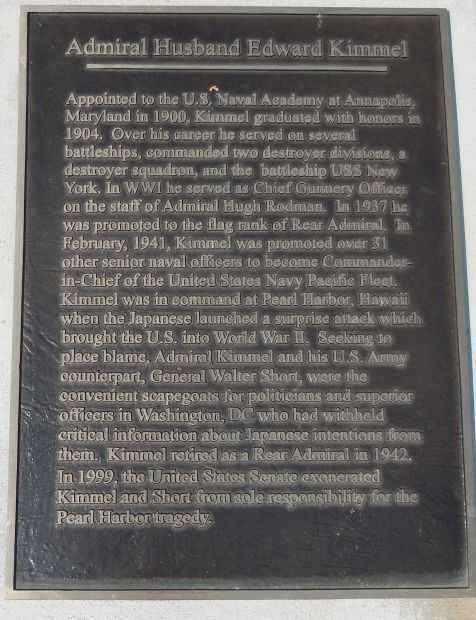 Admiral Husband Edward Kimmel
Appointed to the U.S. Naval Academy at Annapolis,
Maryland in 1900, Kimmel graduated with honors in
1904.  Over his career he served on several
battleships, commanded two destroyer divisions, a
destroyer squadron, and the battleship USS New
York. In WWI he served as Chief Gunnery Officer
on the staff of Admiral Hugh Rodman.  In 1937 he
was promoted to the flag rank of Rear Admiral.  In
February, 1941, Kimmel was promoted over 31
other senior naval officers to become Commander-
in-Chief of the United States Navy Pacific Fleet.
Kimmel was in command at Pearl Harbor, Hawaii
when the Japanese launched a surprise attack which
brought the U.S. into World War II.  Seeking to
place blame, Admiral Kimmel and his U.S. Army
counterpart, General Walter Short, were the
convenient scapegoats for politicians and superior
officers in Washington, DC who had withheld
critical information about Japanese intentions from
them.  Kimmel retired as a Rear Admiral in 1942.
In 1999, the United States Senate exonerated
Kimmel and Short from sole responsibility for the
Pearl Harbor tragedy.